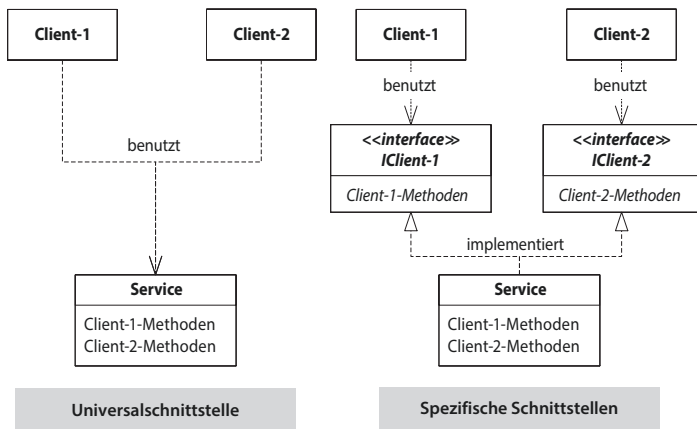 Client-1
Client-2
benutzt
Service
Client-1-Methoden
Client-2-Methoden
Universalschnittstelle
Client-1
Client-2
benutzt
benutzt
<<interface>>
IClient-1
Client-1-Methoden
<<interface>>
IClient-2
Client-2-Methoden
implementiert
Service
Client-1-Methoden
Client-2-Methoden
Spezifische Schnittstellen